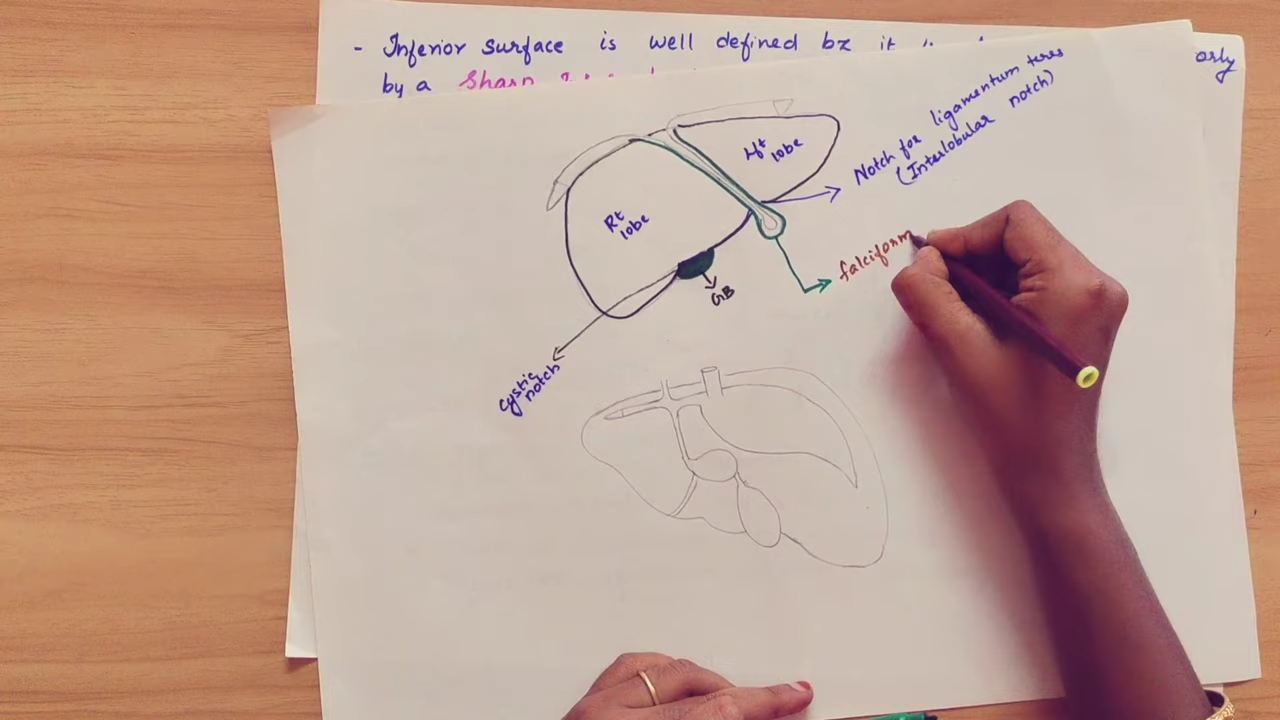 - Inferior surface is well defined bz it
orly
by a Sharp
Notch for ligamentum teres
(Interlobular notch)
Lft
lobe
Rt
lobe
falciform
GB
cystic
notch